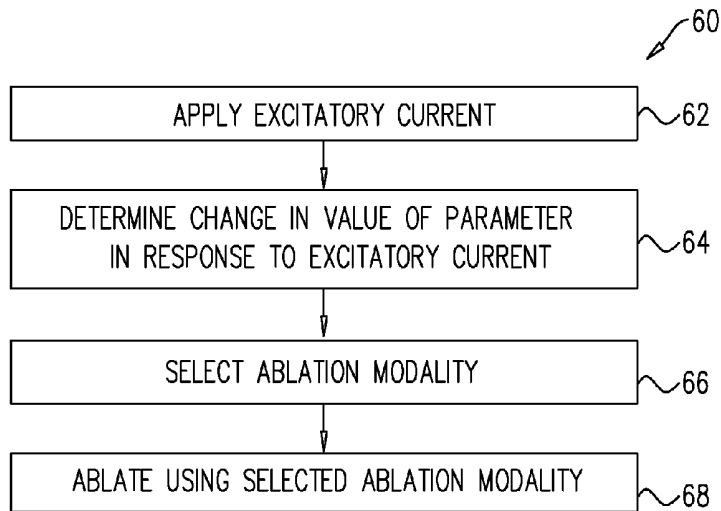 60
APPLY EXCITATORY CURRENT
62
DETERMINE CHANGE IN VALUE OF PARAMETER
IN RESPONSE TO EXCITATORY CURRENT
64
SELECT ABLATION MODALITY
66
ABLATE USING SELECTED ABLATION MODALITY
68